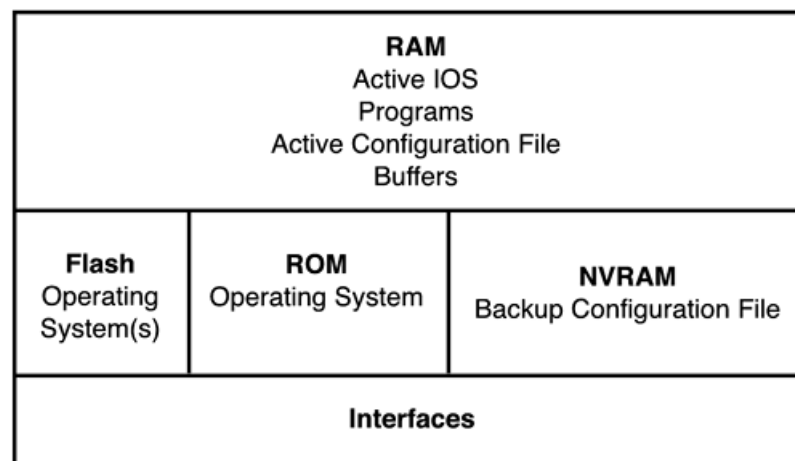 RAM
Active IOS
Programs
Active Configuration File
Buffers
Flash
Operating
System(s)
ROM
Operating System
NVRAM
Backup Configuration File
Interfaces